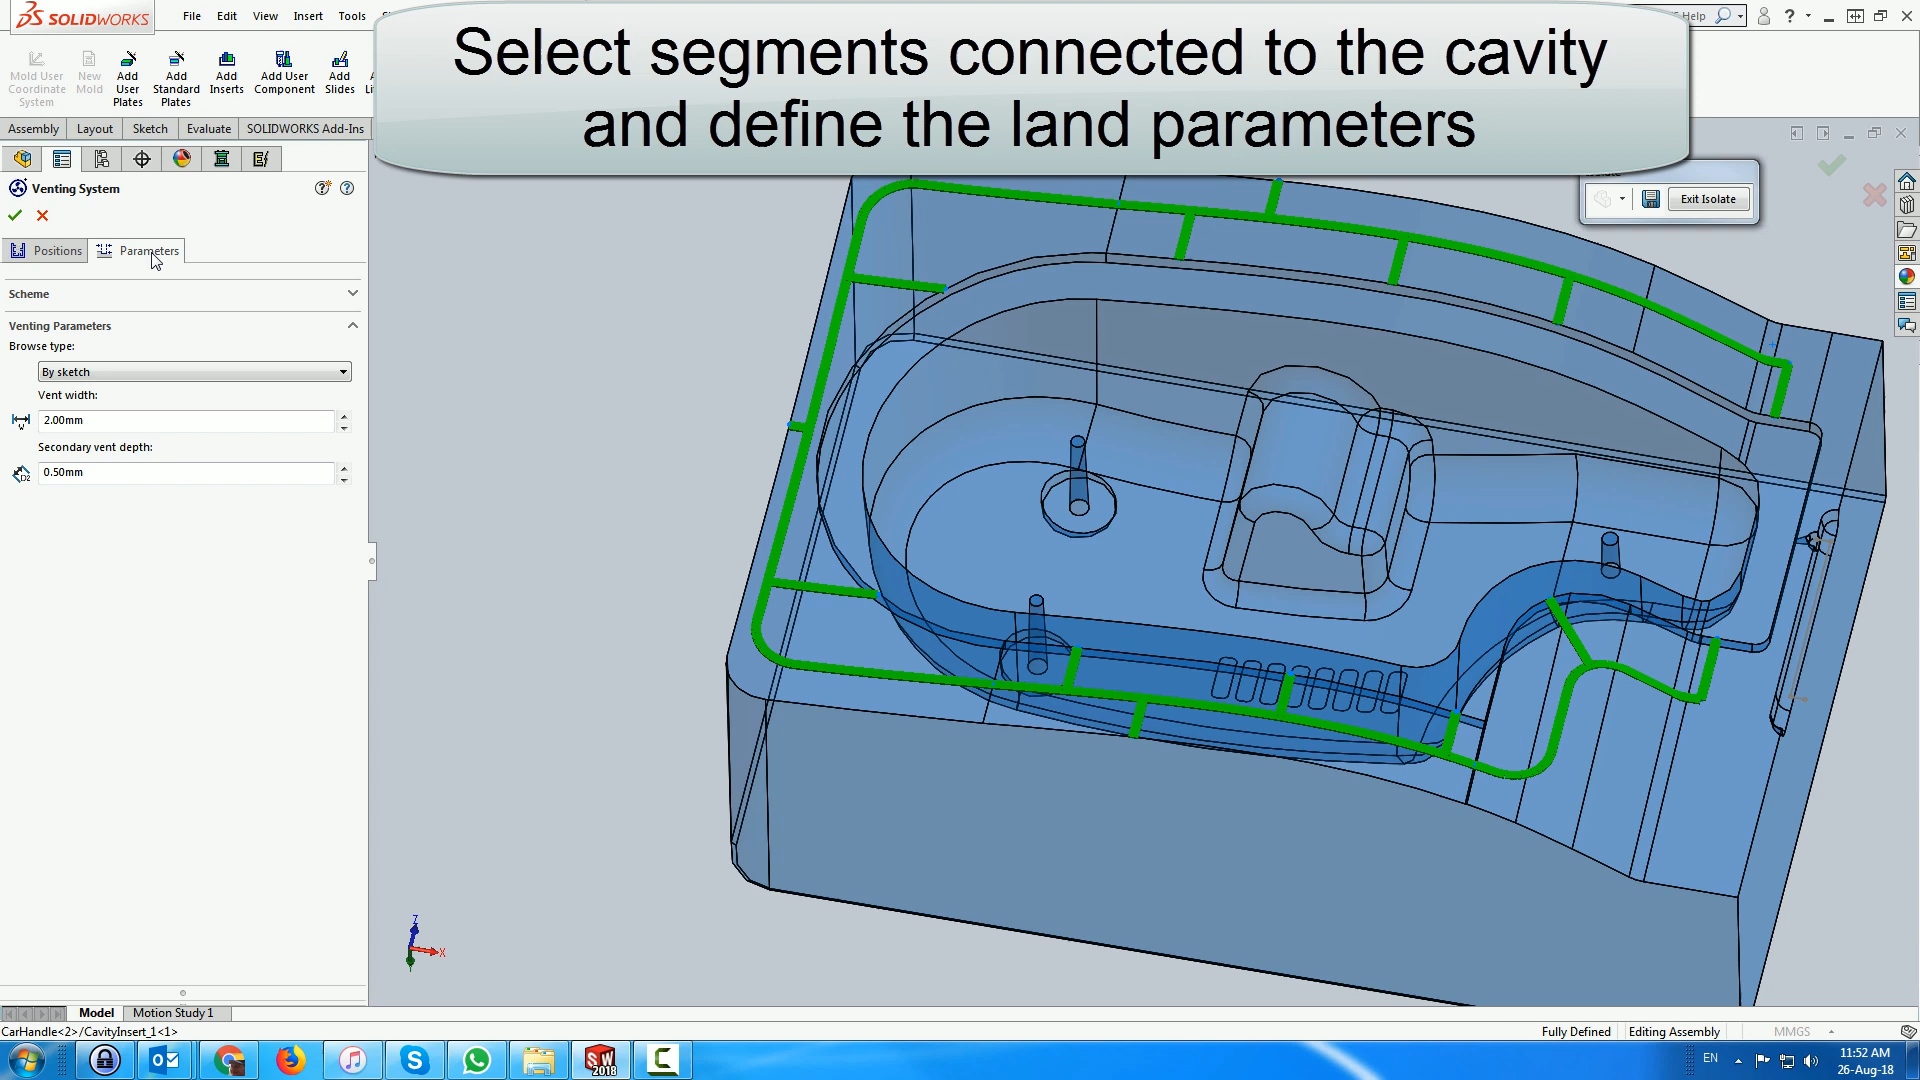 SOLIDWORKS
File Edit View Insert Tools
Help
Select segments connected to the cavity
and define the land parameters
Mold User Coordinate System
New Mold
Add User Plates
Add Standard Plates
Add Inserts
Add User Component
Add Slides
Assembly Layout Sketch Evaluate SOLIDWORKS Add-Ins
Venting System
Exit Isolate
Positions Parameters
Scheme
Venting Parameters
Browse type:
By sketch
Vent width:
2.00mm
Secondary vent depth:
D2
0.50mm
Z
X
Model Motion Study 1
CarHandle<2>/CavityInsert_1<1>
Fully Defined Editing Assembly MMGS
SW 2018
EN
11:52 AM
26-Aug-18